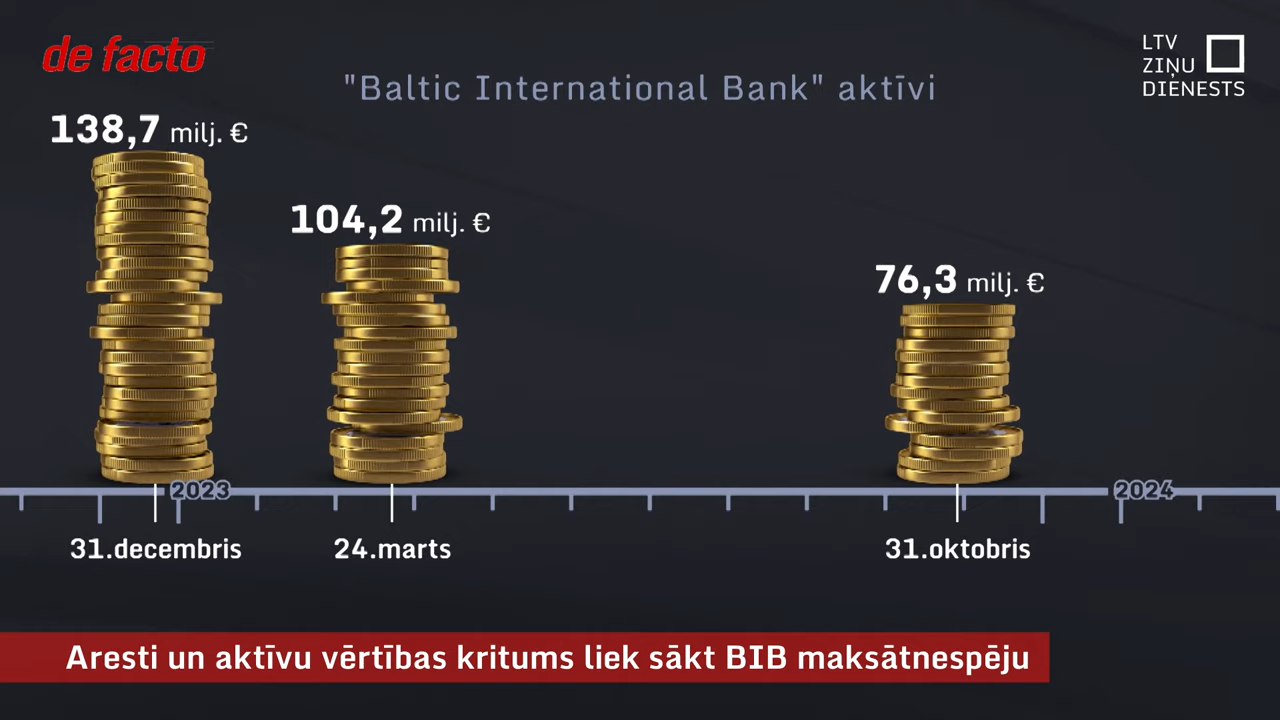 de facto
LTV
ZIŅU
DIENESTS
"Baltic International Bank" aktīvi
138,7 milj. €
104,2 milj. €
76,3 milj. €
2023
2024
31.decembris
24.marts
31.oktobris
Aresti un aktīvu vērtības kritums liek sākt BIB maksātnespēju